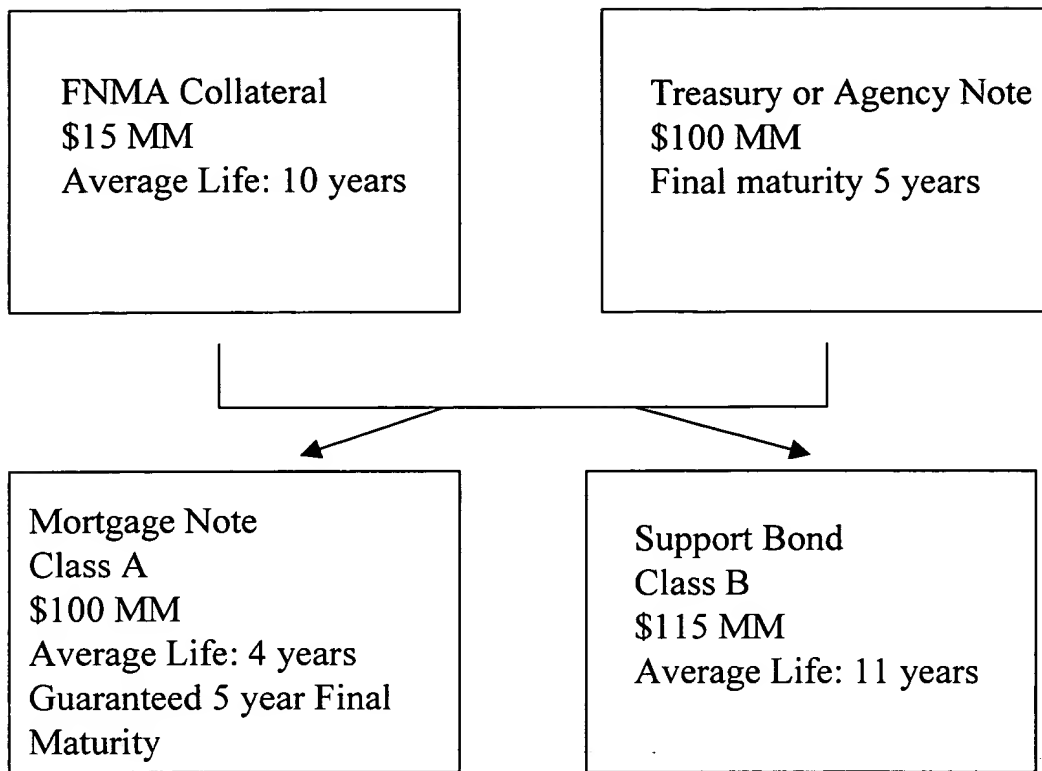 FNMA Collateral
$15 MM
Average Life: 10 years
Treasury or Agency Note
$100 MM
Final maturity 5 years
Mortgage Note
Class A
$100 MM
Average Life: 4 years
Guaranteed 5 year Final
Maturity
Support Bond
Class B
$115 MM
Average Life: 11 years